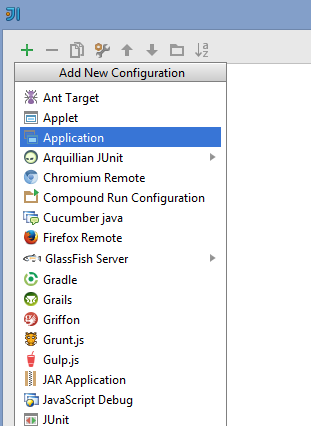 Add New Configuration
Ant Target
Applet
Application
Arquillian JUnit
Chromium Remote
Compound Run Configuration
Cucumber java
Firefox Remote
GlassFish Server
Gradle
Grails
Griffon
Grunt.js
Gulp.js
JAR Application
JavaScript Debug
JUnit